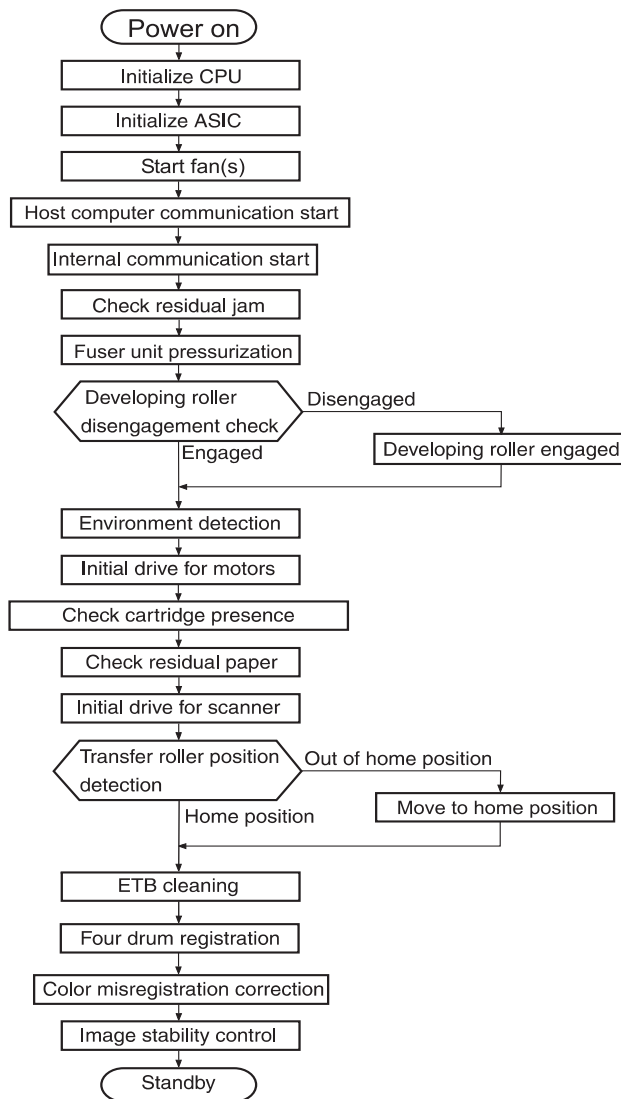 Power on
Initialize CPU
Initialize ASIC
Start fan(s)
Host computer communication start
Internal communication start
Check residual jam
Fuser unit pressurization
Developing roller
disengagement check
Disengaged
Developing roller engaged
Engaged
Environment detection
Initial drive for motors
Check cartridge presence
Check residual paper
Initial drive for scanner
Transfer roller position
detection
Out of home position
Move to home position
Home position
ETB cleaning
Four drum registration
Color misregistration correction
Image stability control
Standby